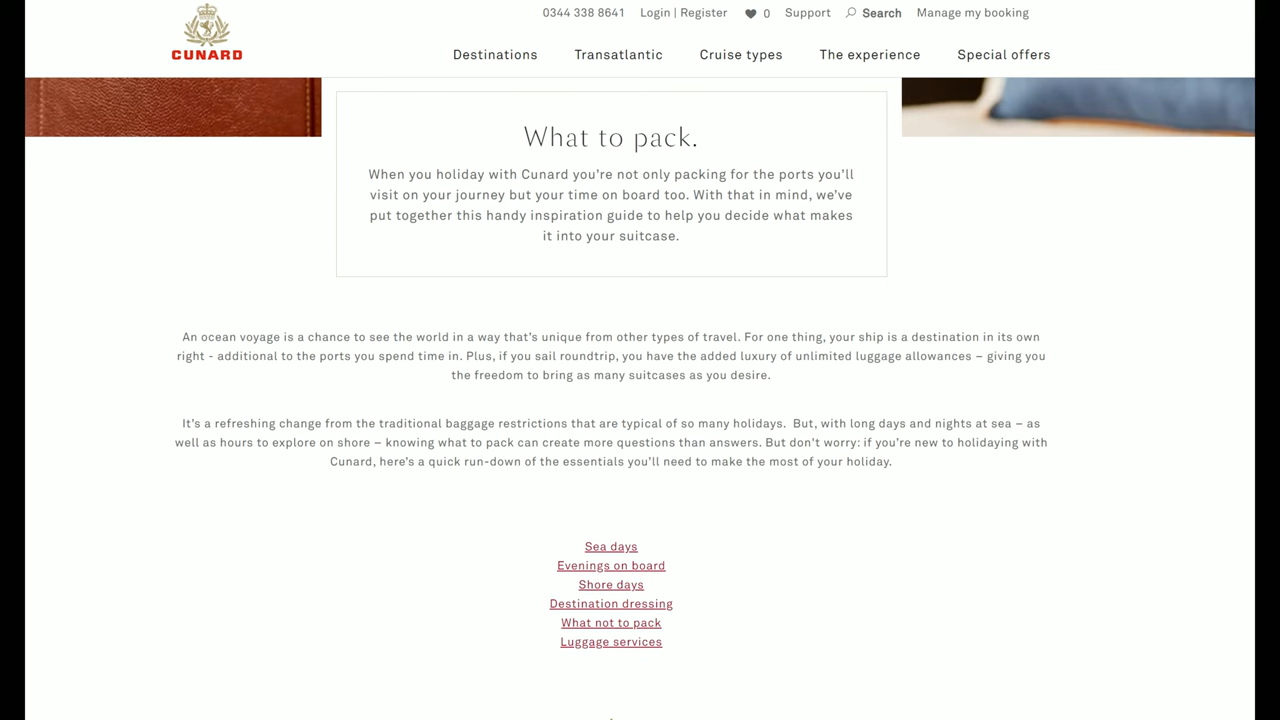 0344 338 8641 Login | Register 0 Support Search Manage my booking
CUNARD
Destinations Transatlantic Cruise types The experience Special offers
What to pack.
When you holiday with Cunard you're not only packing for the ports you'll
visit on your journey but your time on board too. With that in mind, we've
put together this handy inspiration guide to help you decide what makes
it into your suitcase.
An ocean voyage is a chance to see the world in a way that's unique from other types of travel. For one thing, your ship is a destination in its own
right - additional to the ports you spend time in. Plus, if you sail roundtrip, you have the added luxury of unlimited luggage allowances – giving you
the freedom to bring as many suitcases as you desire.
It's a refreshing change from the traditional baggage restrictions that are typical of so many holidays.  But, with long days and nights at sea – as
well as hours to explore on shore – knowing what to pack can create more questions than answers. But don't worry: if you're new to holidaying with
Cunard, here's a quick run-down of the essentials you'll need to make the most of your holiday.
Sea days
Evenings on board
Shore days
Destination dressing
What not to pack
Luggage services